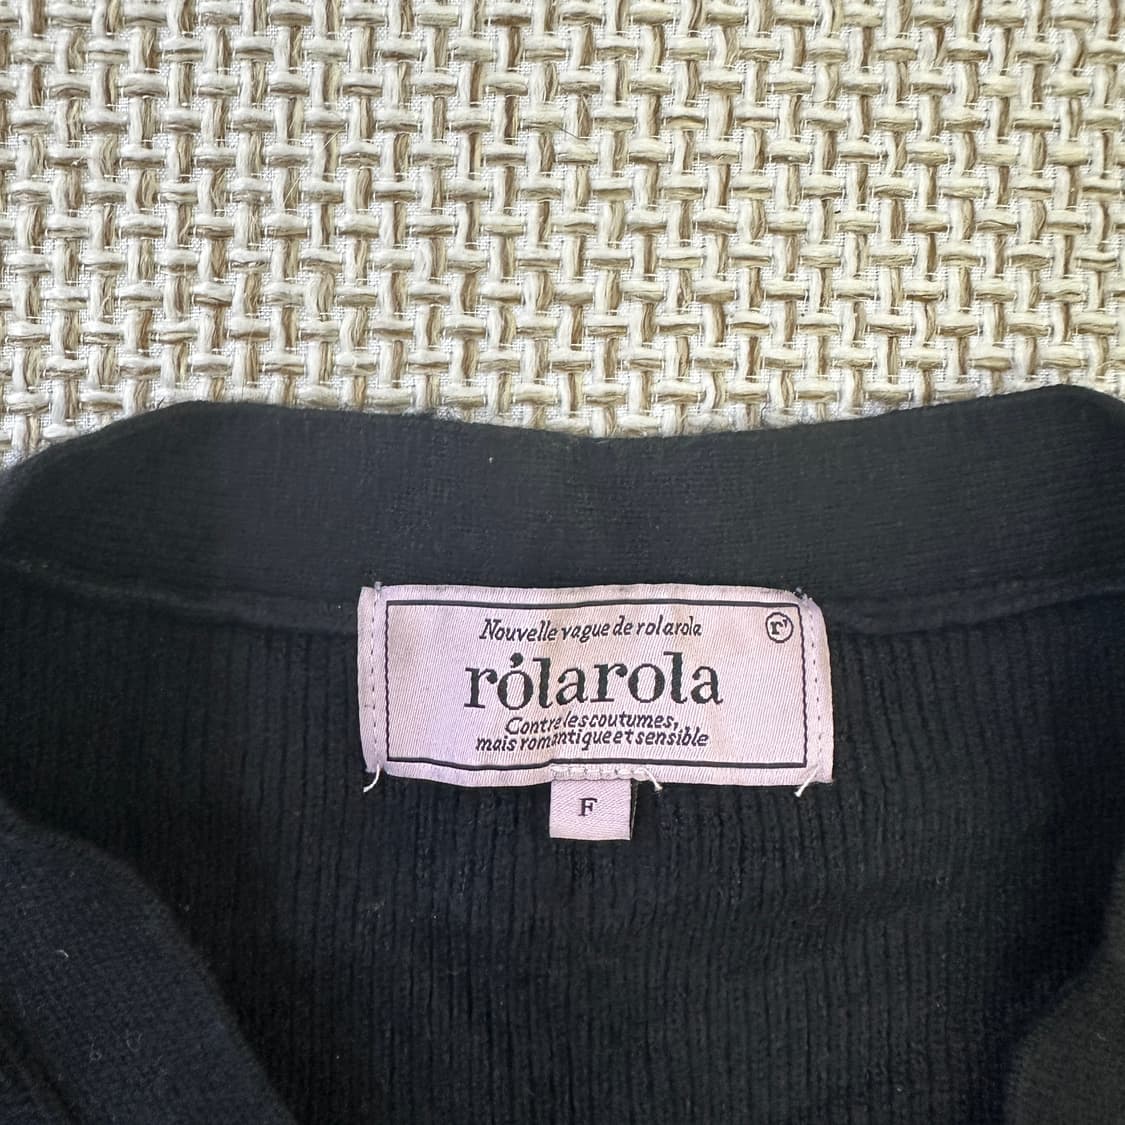 Nouvelle vague de rolarola
r'
rólarola
Contre les coutumes,
mais romantique et sensible
F